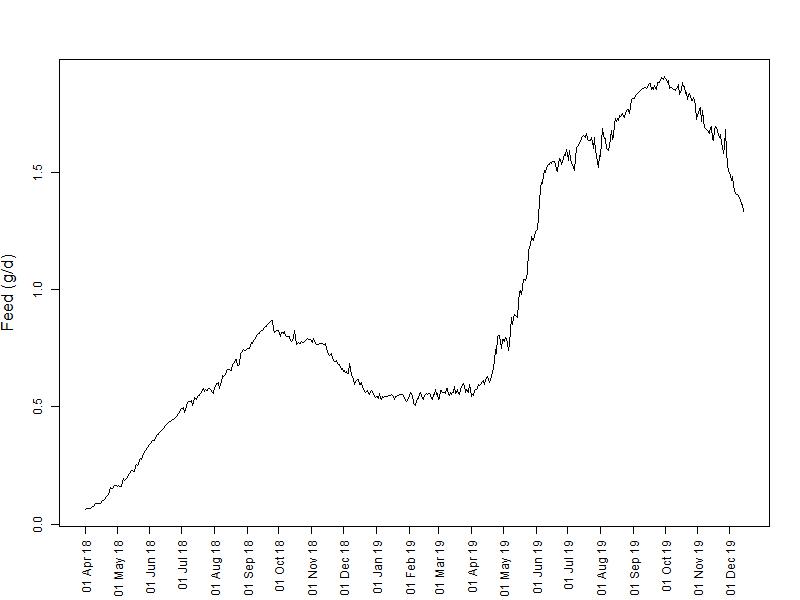 Feed (g/d)
1.5
1.0
0.5
0.0
01 Apr 18
01 May 18
01 Jun 18
01 Jul 18
01 Aug 18
01 Sep 18
01 Oct 18
01 Nov 18
01 Dec 18
01 Jan 19
01 Feb 19
01 Mar 19
01 Apr 19
01 May 19
01 Jun 19
01 Jul 19
01 Aug 19
01 Sep 19
01 Oct 19
01 Nov 19
01 Dec 19